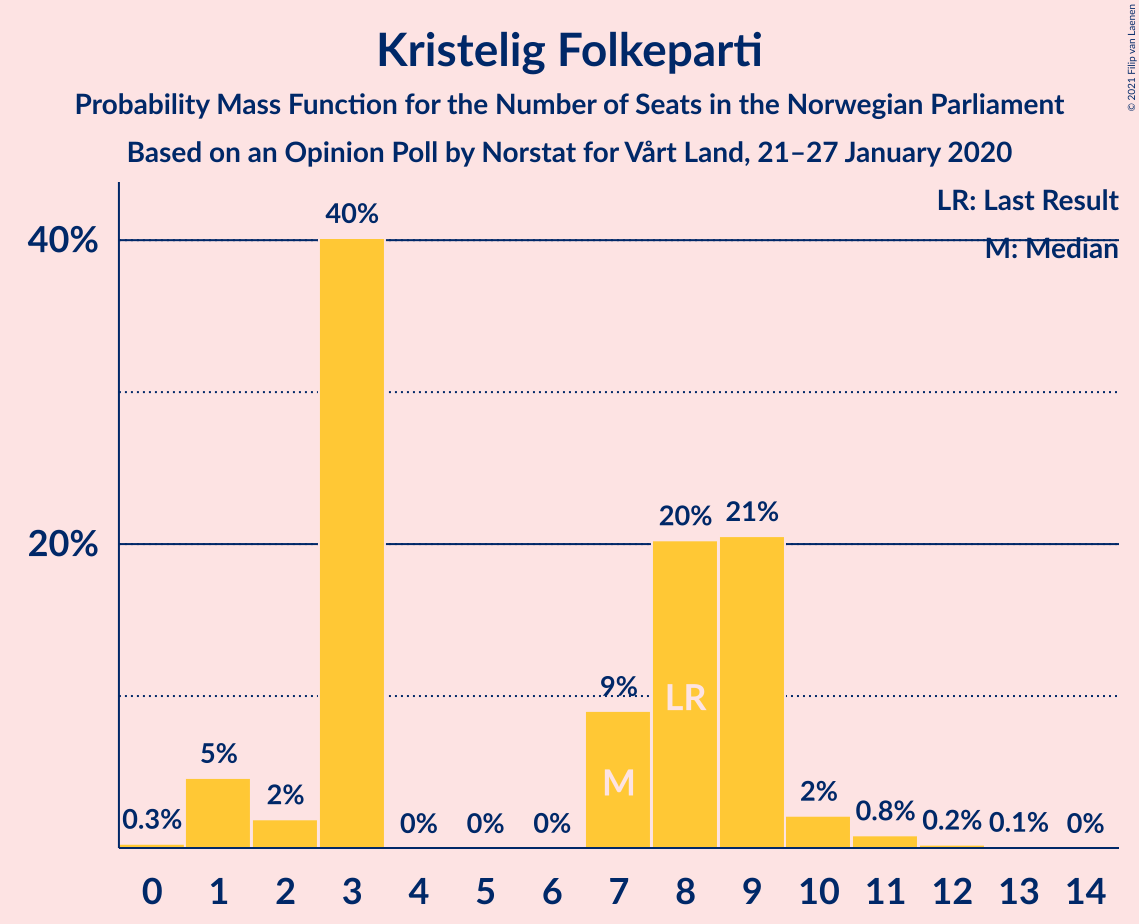 Kristelig Folkeparti
Probability Mass Function for the Number of Seats in the Norwegian Parliament
Based on an Opinion Poll by Norstat for Vårt Land, 21–27 January 2020
© 2021 Filip van Laenen
LR: Last Result
M: Median
40%
20%
0.3%
5%
2%
40%
0%
0%
0%
9%
20%
21%
2%
0.8%
0.2%
0.1%
0%
M
LR
0 1 2 3 4 5 6 7 8 9 10 11 12 13 14